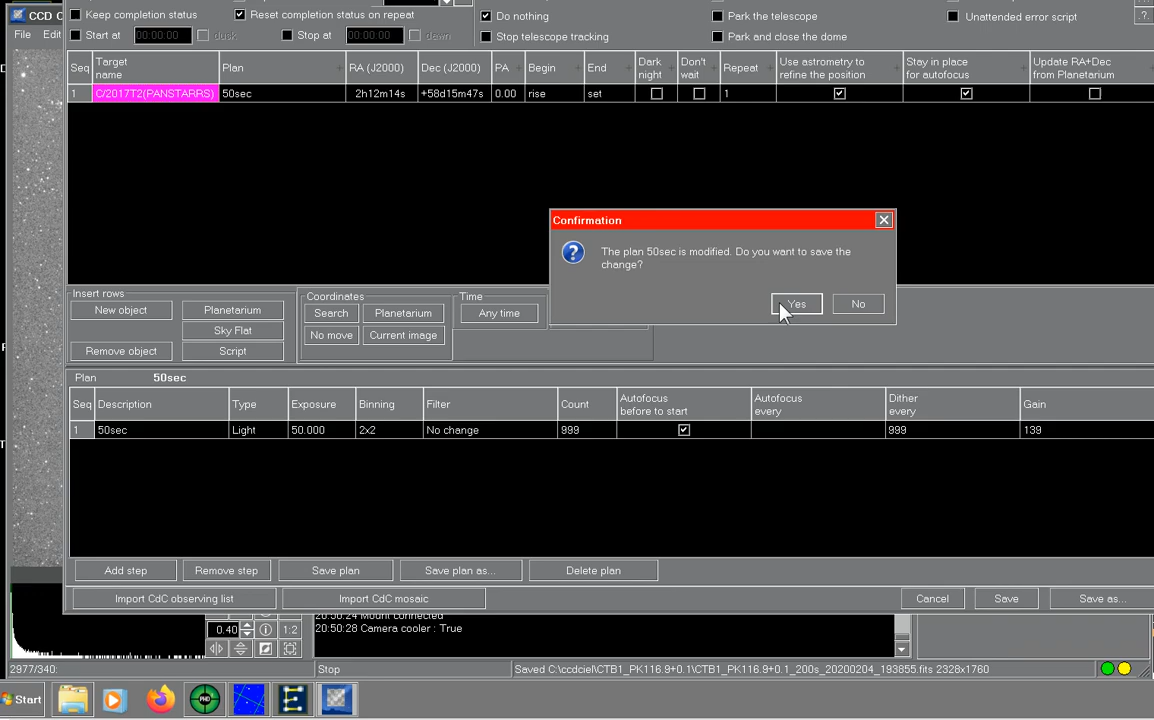 CCD C
File Edit
Keep completion status
Reset completion status on repeat
Do nothing
Park the telescope
Unattended error script
.?.
Start at 00:00:00 dusk
Stop at 00:00:00 dawn
Stop telescope tracking
Park and close the dome
Seq
Target
name
Plan
RA (J2000)
Dec (J2000)
PA
Begin
End
Dark
night
Don't
wait
Repeat
Use astrometry to
refine the position
Stay in place
for autofocus
Update RA+Dec
from Planetarium
1 C/2017T2(PANSTARRS) 50sec 2h12m14s +58d15m47s 0.00 rise set 1
Confirmation
The plan 50sec is modified. Do you want to save the
change?
Yes
No
Insert rows
New object
Planetarium
Sky Flat
Remove object
Script
Coordinates
Search
Planetarium
No move
Current image
Time
Any time
Plan 50sec
Seq
Description
Type
Exposure
Binning
Filter
Count
Autofocus
before to start
Autofocus
every
Dither
every
Gain
1 50sec Light 50.000 2x2 No change 999 999 139
Add step
Remove step
Save plan
Save plan as...
Delete plan
Import CdC observing list
Import CdC mosaic
Cancel
Save
Save as...
0.40
1:2
20:50:24 Mount connected
20:50:28 Camera cooler : True
2977/340:
Stop
Saved C:\ccdciel\CTB1_PK116.9+0.1\CTB1_PK116.9+0.1_200s_20200204_193855.fits 2328x1760
Start
PHD